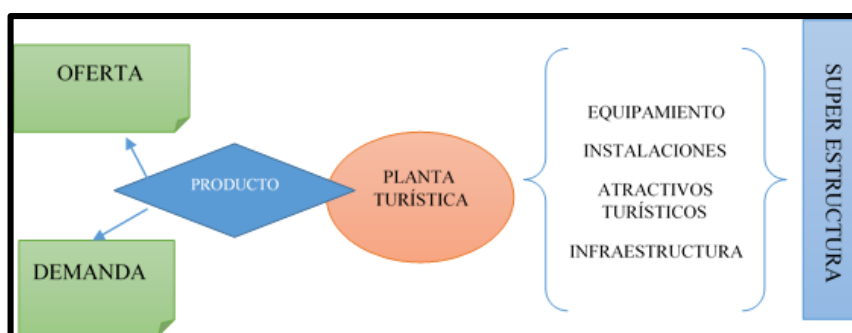 OFERTA
DEMANDA
PRODUCTO
PLANTA
TURÍSTICA
EQUIPAMIENTO
INSTALACIONES
ATRACTIVOS
TURÍSTICOS
INFRAESTRUCTURA
SUPER ESTRUCTURA